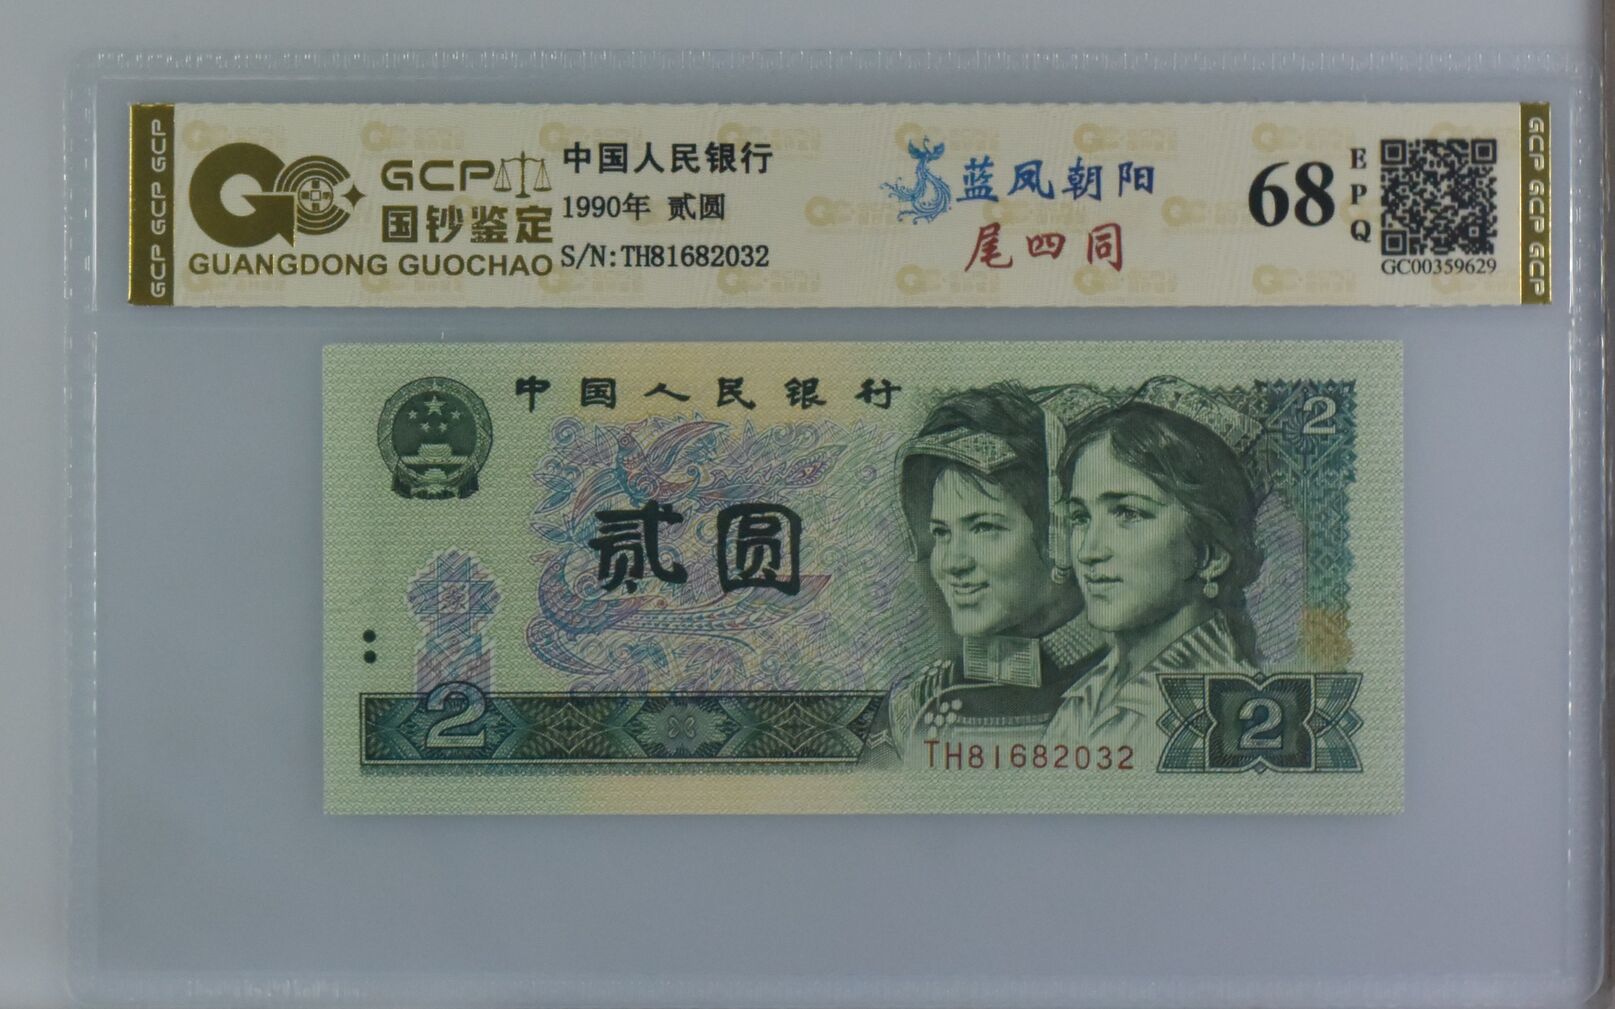 GCP GCP GCP
GCP
国钞鉴定
GUANGDONG GUOCHAO
中国人民银行
1990年 贰圆
S/N:TH81682032
蓝凤朝阳
尾四同
68
EPQ
GC00359629
GCP GCP GCP
中国人民银行
2
贰圆
2
TH81682032
2